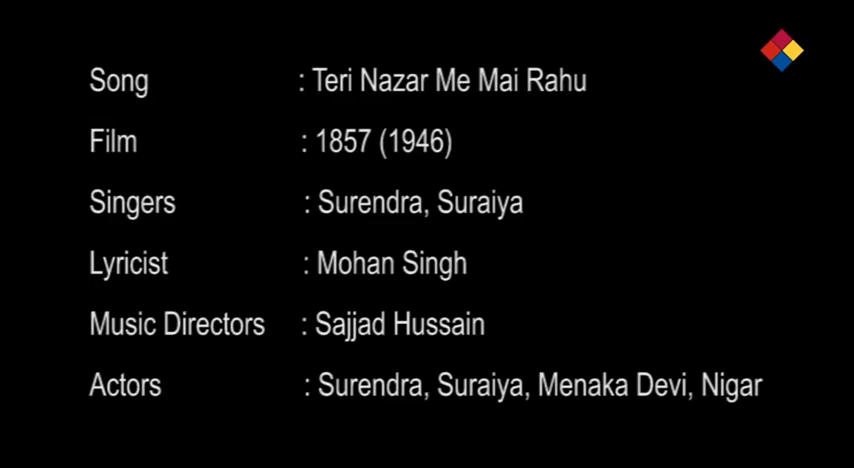 Song : Teri Nazar Me Mai Rahu
Film : 1857 (1946)
Singers : Surendra, Suraiya
Lyricist : Mohan Singh
Music Directors : Sajjad Hussain
Actors : Surendra, Suraiya, Menaka Devi, Nigar